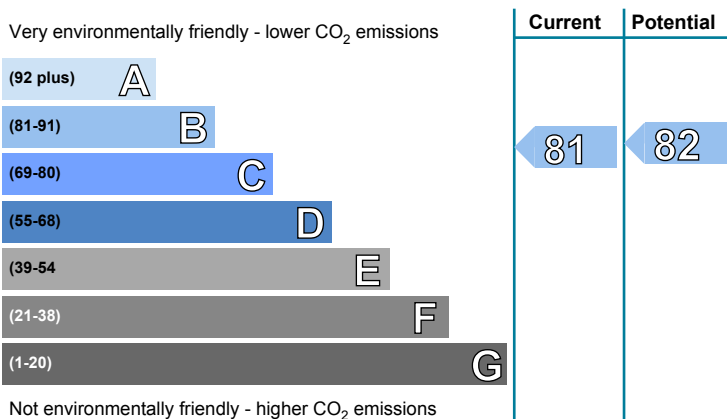 Current Potential
Very environmentally friendly - lower CO2 emissions
(92 plus) A
(81-91) B
81 82
(69-80) C
(55-68) D
(39-54 E
(21-38) F
(1-20) G
Not environmentally friendly - higher CO2 emissions